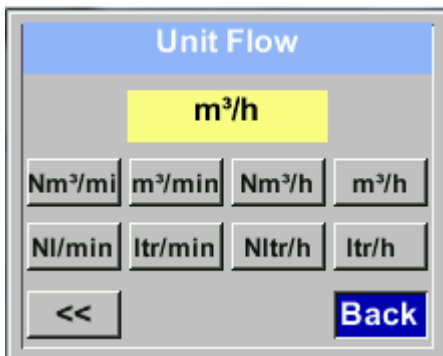 Unit Flow
m³/h
Nm³/mi m³/min Nm³/h m³/h
Nl/min ltr/min Nltr/h ltr/h
<< Back